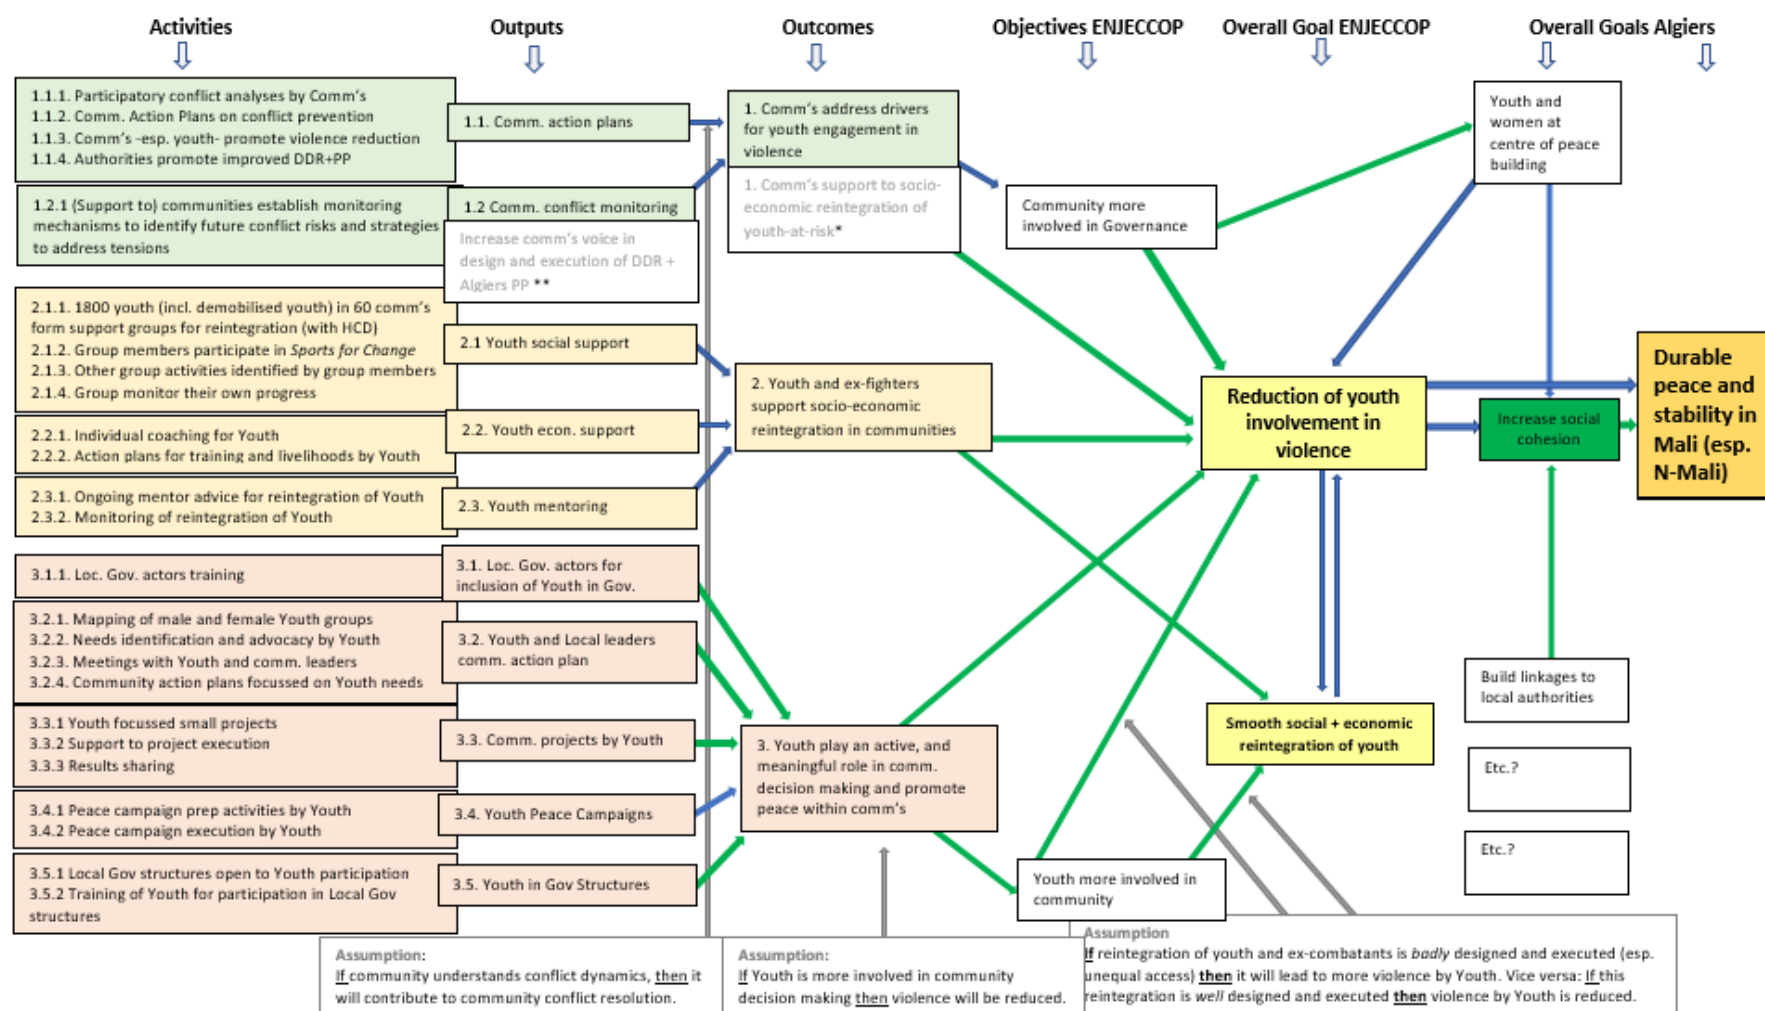 Activities
Outputs
Outcomes
Objectives ENJECCOP
Overall Goal ENJECCOP
Overall Goals Algiers
1.1.1. Participatory conflict analyses by Comm's
1.1.2. Comm. Action Plans on conflict prevention
1.1.3. Comm's -esp. youth- promote violence reduction
1.1.4. Authorities promote improved DDR+PP
1.2.1 (Support to) communities establish monitoring
mechanisms to identify future conflict risks and strategies
to address tensions
2.1.1. 1800 youth (incl. demobilised youth) in 60 comm's
form support groups for reintegration (with HCD)
2.1.2. Group members participate in Sports for Change
2.1.3. Other group activities identified by group members
2.1.4. Group monitor their own progress
2.2.1. Individual coaching for Youth
2.2.2. Action plans for training and livelihoods by Youth
2.3.1. Ongoing mentor advice for reintegration of Youth
2.3.2. Monitoring of reintegration of Youth
3.1.1. Loc. Gov. actors training
3.2.1. Mapping of male and female Youth groups
3.2.2. Needs identification and advocacy by Youth
3.2.3. Meetings with Youth and comm. leaders
3.2.4. Community action plans focussed on Youth needs
3.3.1 Youth focussed small projects
3.3.2 Support to project execution
3.3.3 Results sharing
3.4.1 Peace campaign prep activities by Youth
3.4.2 Peace campaign execution by Youth
3.5.1 Local Gov structures open to Youth participation
3.5.2 Training of Youth for participation in Local Gov
structures
1.1. Comm. action plans
1.2 Comm. conflict monitoring
Increase comm's voice in
design and execution of DDR +
Algiers PP **
2.1 Youth social support
2.2. Youth econ. support
2.3. Youth mentoring
3.1. Loc. Gov. actors for
inclusion of Youth in Gov.
3.2. Youth and Local leaders
comm. action plan
3.3. Comm. projects by Youth
3.4. Youth Peace Campaigns
3.5. Youth in Gov Structures
1. Comm's address drivers
for youth engagement in
violence
1. Comm's support to socio-
economic reintegration of
youth-at-risk*
2. Youth and ex-fighters
support socio-economic
reintegration in communities
3. Youth play an active, and
meaningful role in comm.
decision making and promote
peace within comm's
Community more
involved in Governance
Youth more involved in
community
Reduction of youth
involvement in
violence
Smooth social + economic
reintegration of youth
Youth and
women at
centre of peace
building
Increase social
cohesion
Build linkages to
local authorities
Etc.?
Etc.?
Durable
peace and
stability in
Mali (esp.
N-Mali)
Assumption:
If community understands conflict dynamics, then it
will contribute to community conflict resolution.
Assumption:
If Youth is more involved in community
decision making then violence will be reduced.
Assumption
If reintegration of youth and ex-combatants is badly designed and executed (esp.
unequal access) then it will lead to more violence by Youth. Vice versa: If this
reintegration is well designed and executed then violence by Youth is reduced.